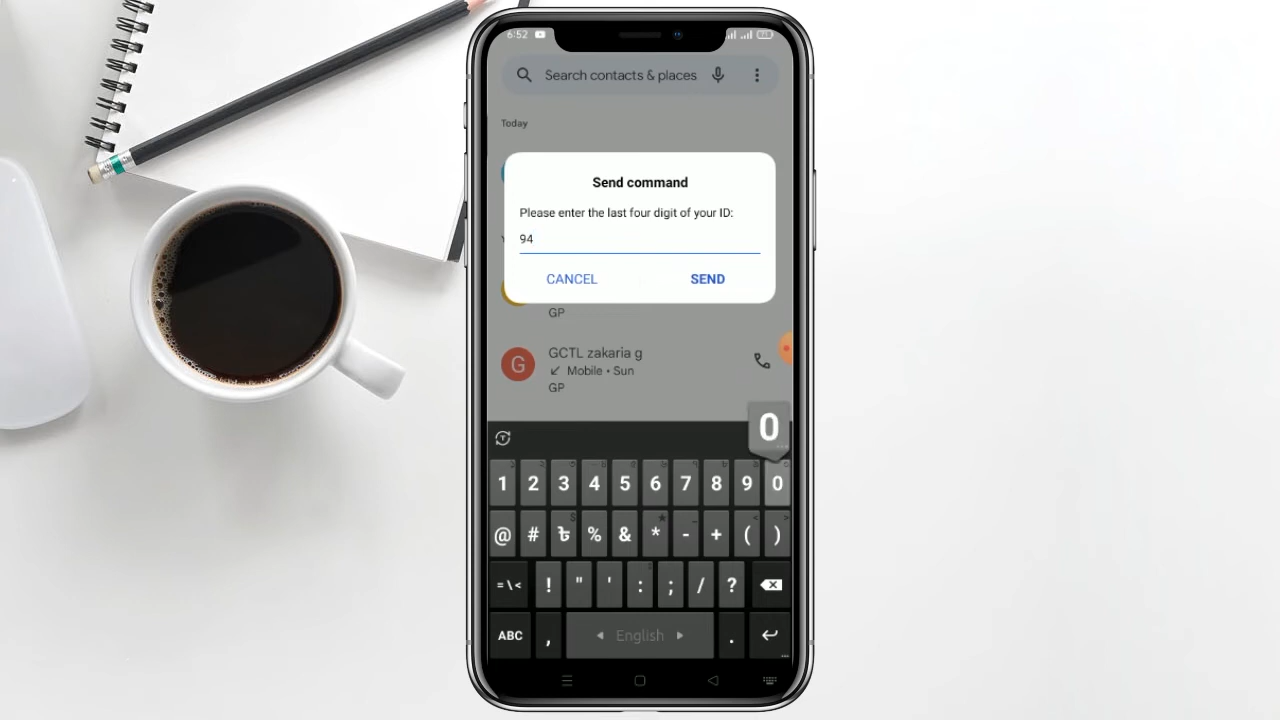 6:52
Search contacts & places
Today
Send command
Please enter the last four digit of your ID:
94
CANCEL SEND
GP
GCTL zakaria g
G
↙ Mobile • Sun
GP
0
1 2 3 4 5 6 7 8 9 0
@ # ৳ % & * - + ( )
=\< ! " ' : ; / ?
ABC , ◂ English ▸ .